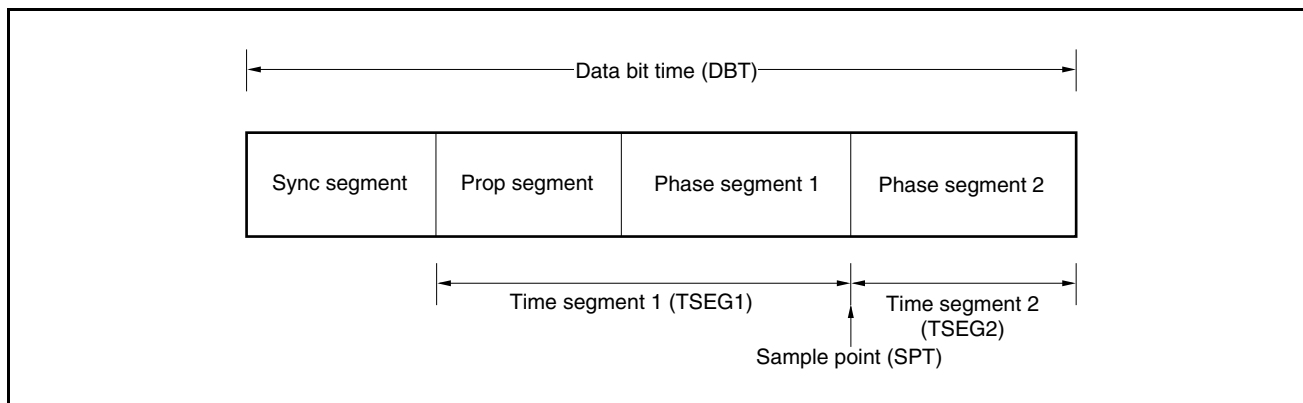 Data bit time (DBT)
Sync segment
Prop segment
Phase segment 1
Phase segment 2
Time segment 1 (TSEG1)
Time segment 2
(TSEG2)
Sample point (SPT)